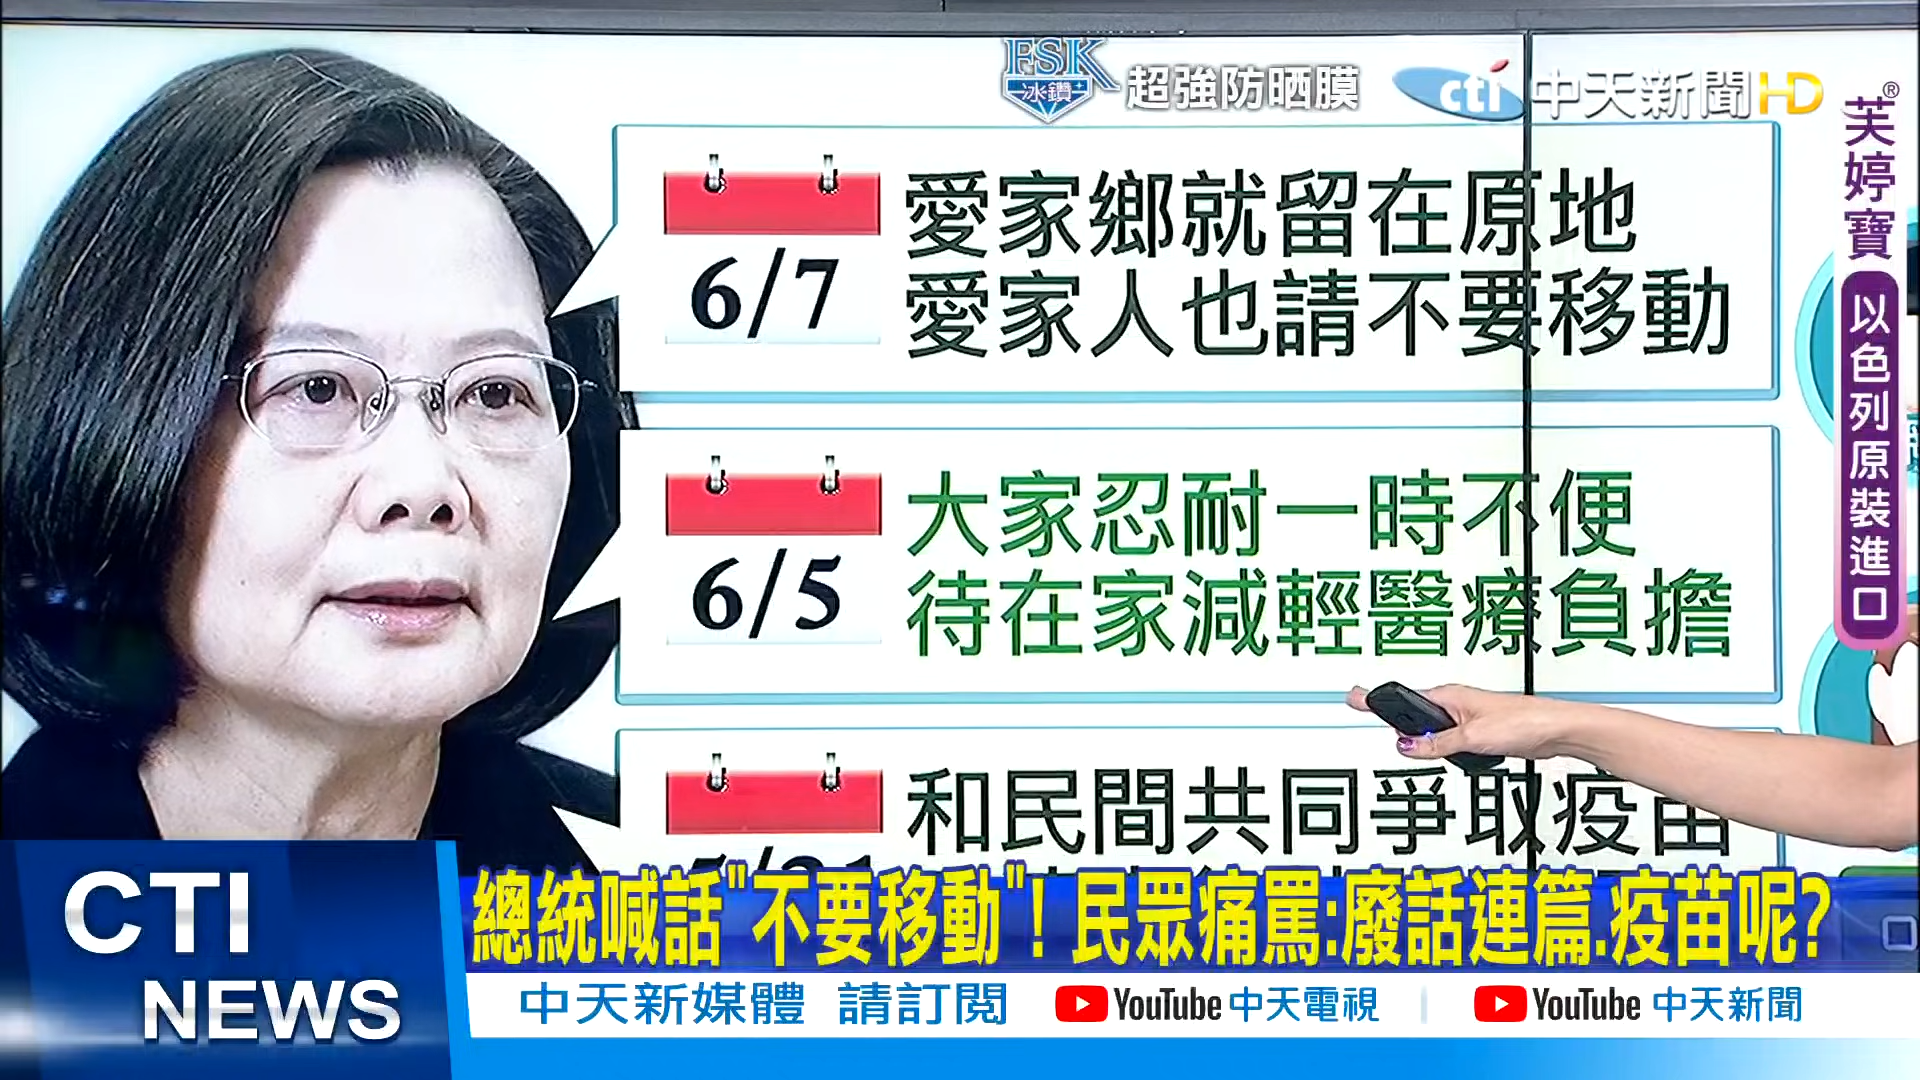 FSK
冰鑽
超強防晒膜
cti 中天新聞HD
芙婷寶®
以色列原裝進口
6/7
愛家鄉就留在原地
愛家人也請不要移動
6/5
大家忍耐一時不便
待在家減輕醫療負擔
和民間共同爭取疫苗
CTI
NEWS
總統喊話"不要移動"! 民眾痛罵:廢話連篇.疫苗呢?
中天新媒體 請訂閱 YouTube 中天電視 | YouTube 中天新聞